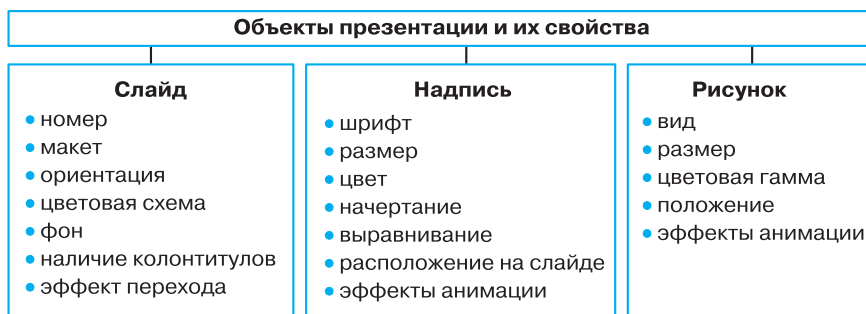 Объекты презентации и их свойства
Слайд
• номер
• макет
• ориентация
• цветовая схема
• фон
• наличие колонтитулов
• эффект перехода
Надпись
• шрифт
• размер
• цвет
• начертание
• выравнивание
• расположение на слайде
• эффекты анимации
Рисунок
• вид
• размер
• цветовая гамма
• положение
• эффекты анимации